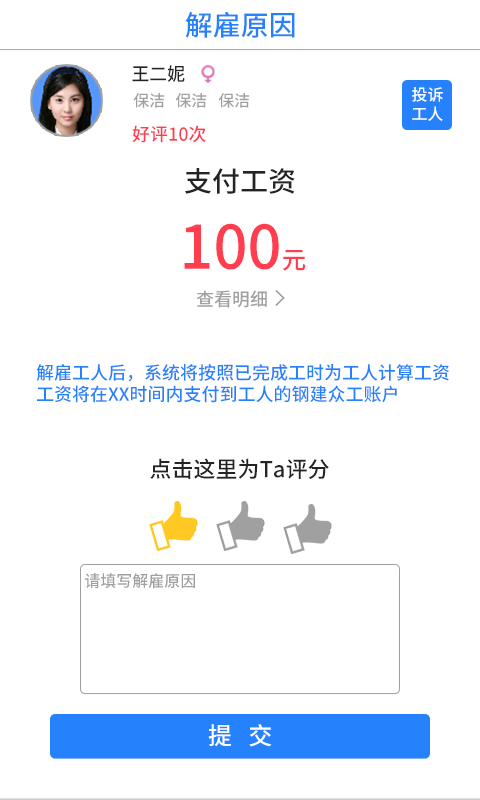 解雇原因
王二妮
保洁 保洁 保洁
好评10次
投诉
工人
支付工资
100元
查看明细
解雇工人后，系统将按照已完成工时为工人计算工资
工资将在XX时间内支付到工人的钢建众工账户
点击这里为Ta评分
请填写解雇原因
提 交